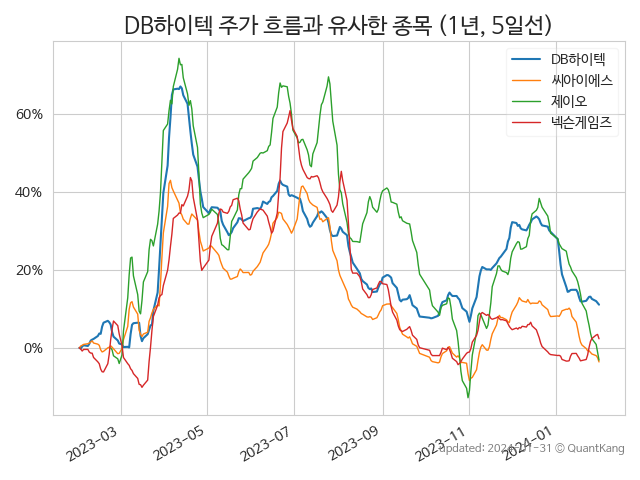 DB하이텍 주가 흐름과 유사한 종목 (1년, 5일선)
DB하이텍
씨아이에스
제이오
넥슨게임즈
60%
40%
20%
0%
2023-03
2023-05
2023-07
2023-09
2023-11
2024-01
updated: 2024-01-31 © QuantKang